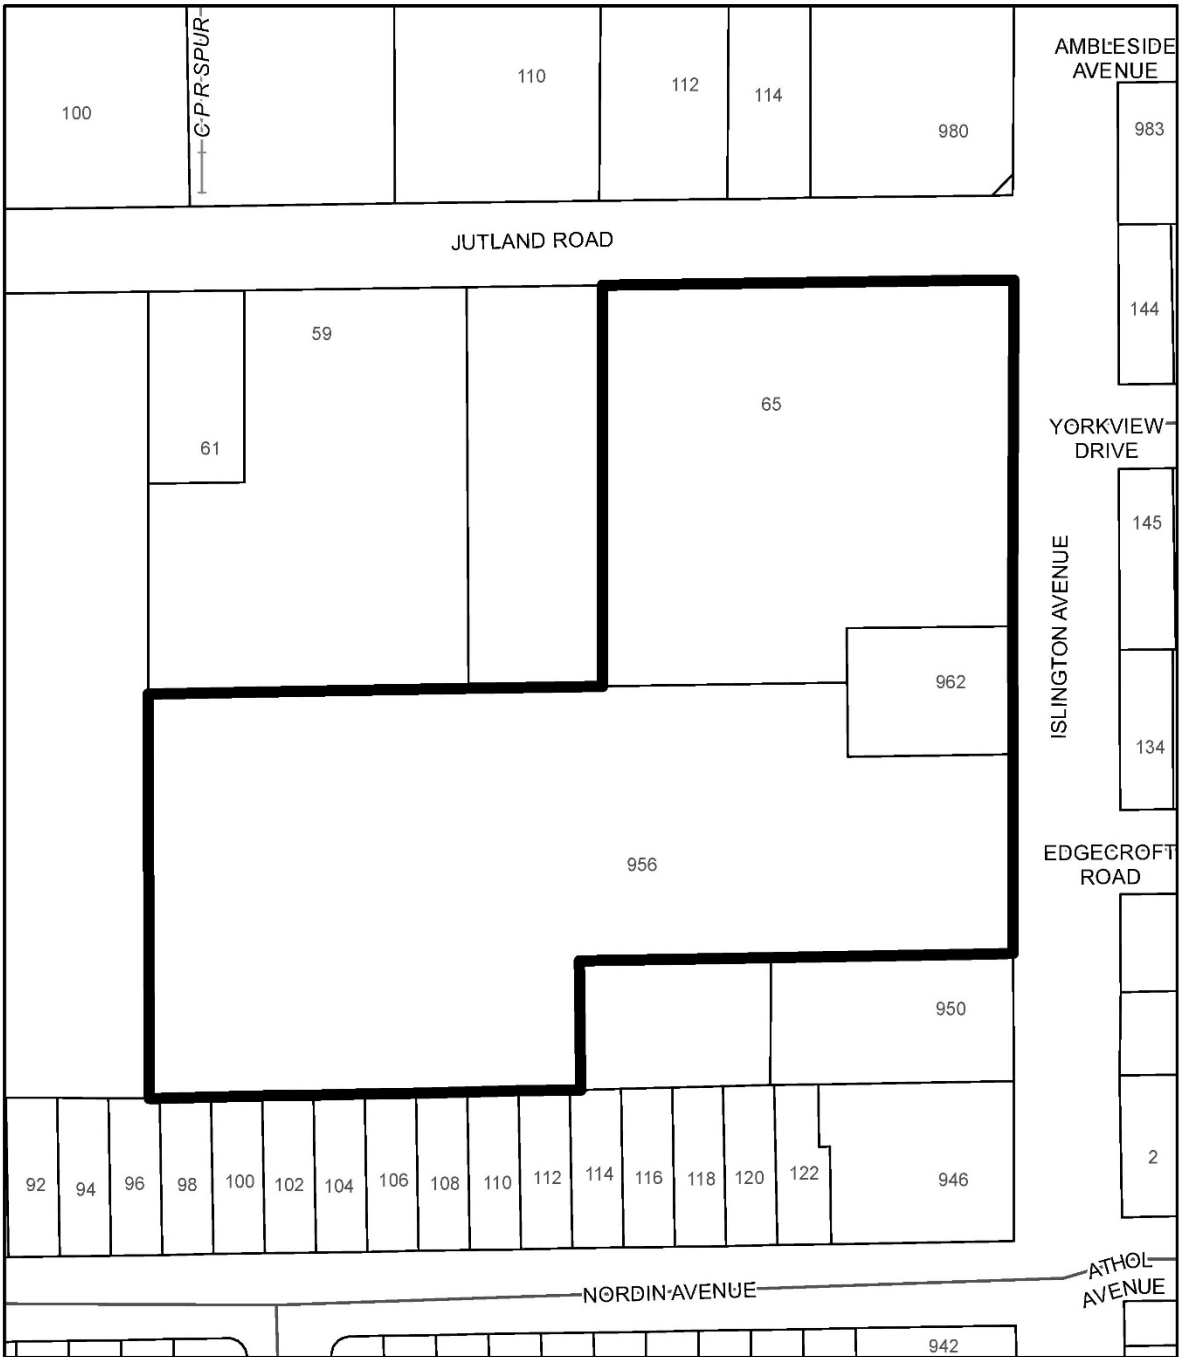 AMBLESIDE
AVENUE
C P R SPUR
100
110
112
114
980
983
JUTLAND ROAD
144
59
65
61
YORKVIEW
DRIVE
145
ISLINGTON AVENUE
962
134
956
EDGECROFT
ROAD
950
92
94
96
98
100
102
104
106
108
110
112
114
116
118
120
122
946
2
NORDIN AVENUE
ATHOL
AVENUE
942